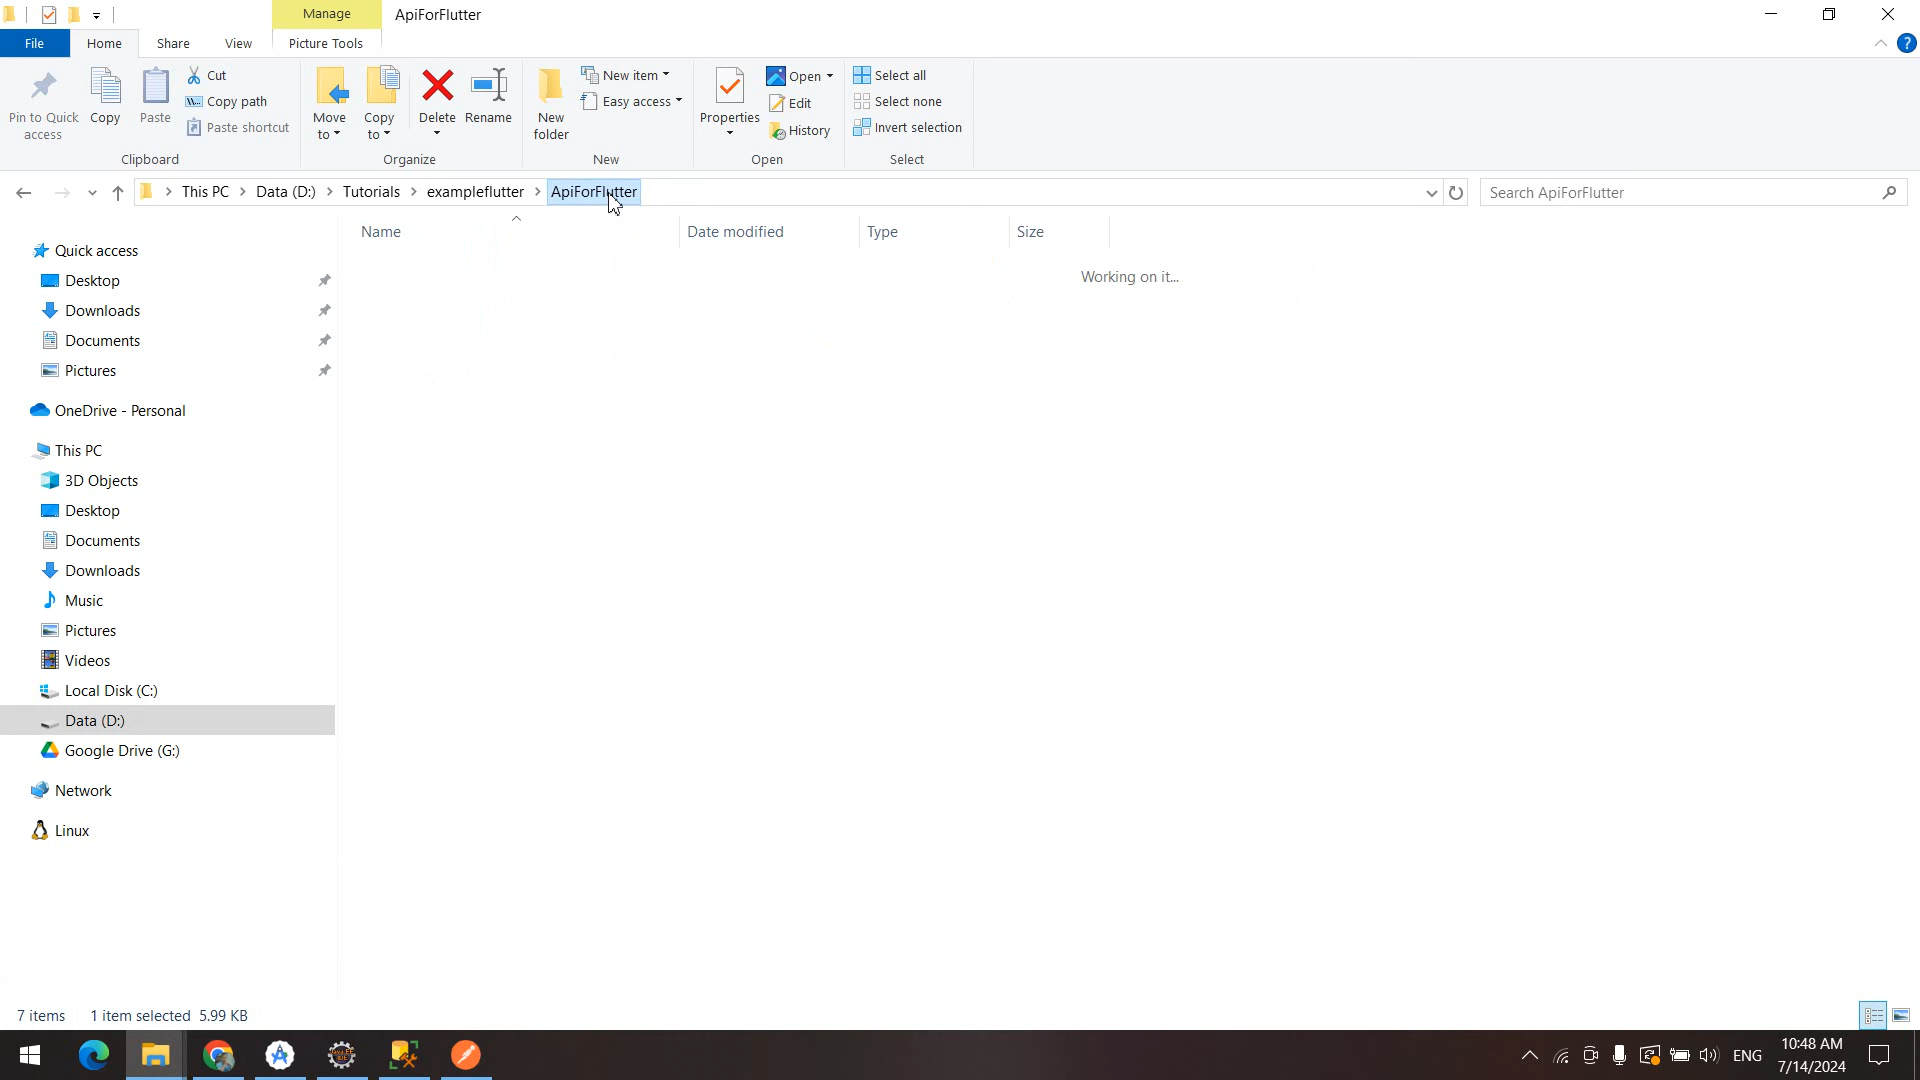 Manage
ApiForFlutter
File
Home
Share
View
Picture Tools
Pin to Quick access
Copy
Paste
Cut
Copy path
Paste shortcut
Clipboard
Move to
Copy to
Delete
Rename
Organize
New folder
New item
Easy access
New
Properties
Open
Edit
History
Open
Select all
Select none
Invert selection
Select
This PC
Data (D:)
Tutorials
exampleflutter
ApiForFlutter
Search ApiForFlutter
Name
Date modified
Type
Size
Working on it...
Quick access
Desktop
Downloads
Documents
Pictures
OneDrive - Personal
This PC
3D Objects
Desktop
Documents
Downloads
Music
Pictures
Videos
Local Disk (C:)
Data (D:)
Google Drive (G:)
Network
Linux
7 items
1 item selected 5.99 KB
ENG
10:48 AM
7/14/2024